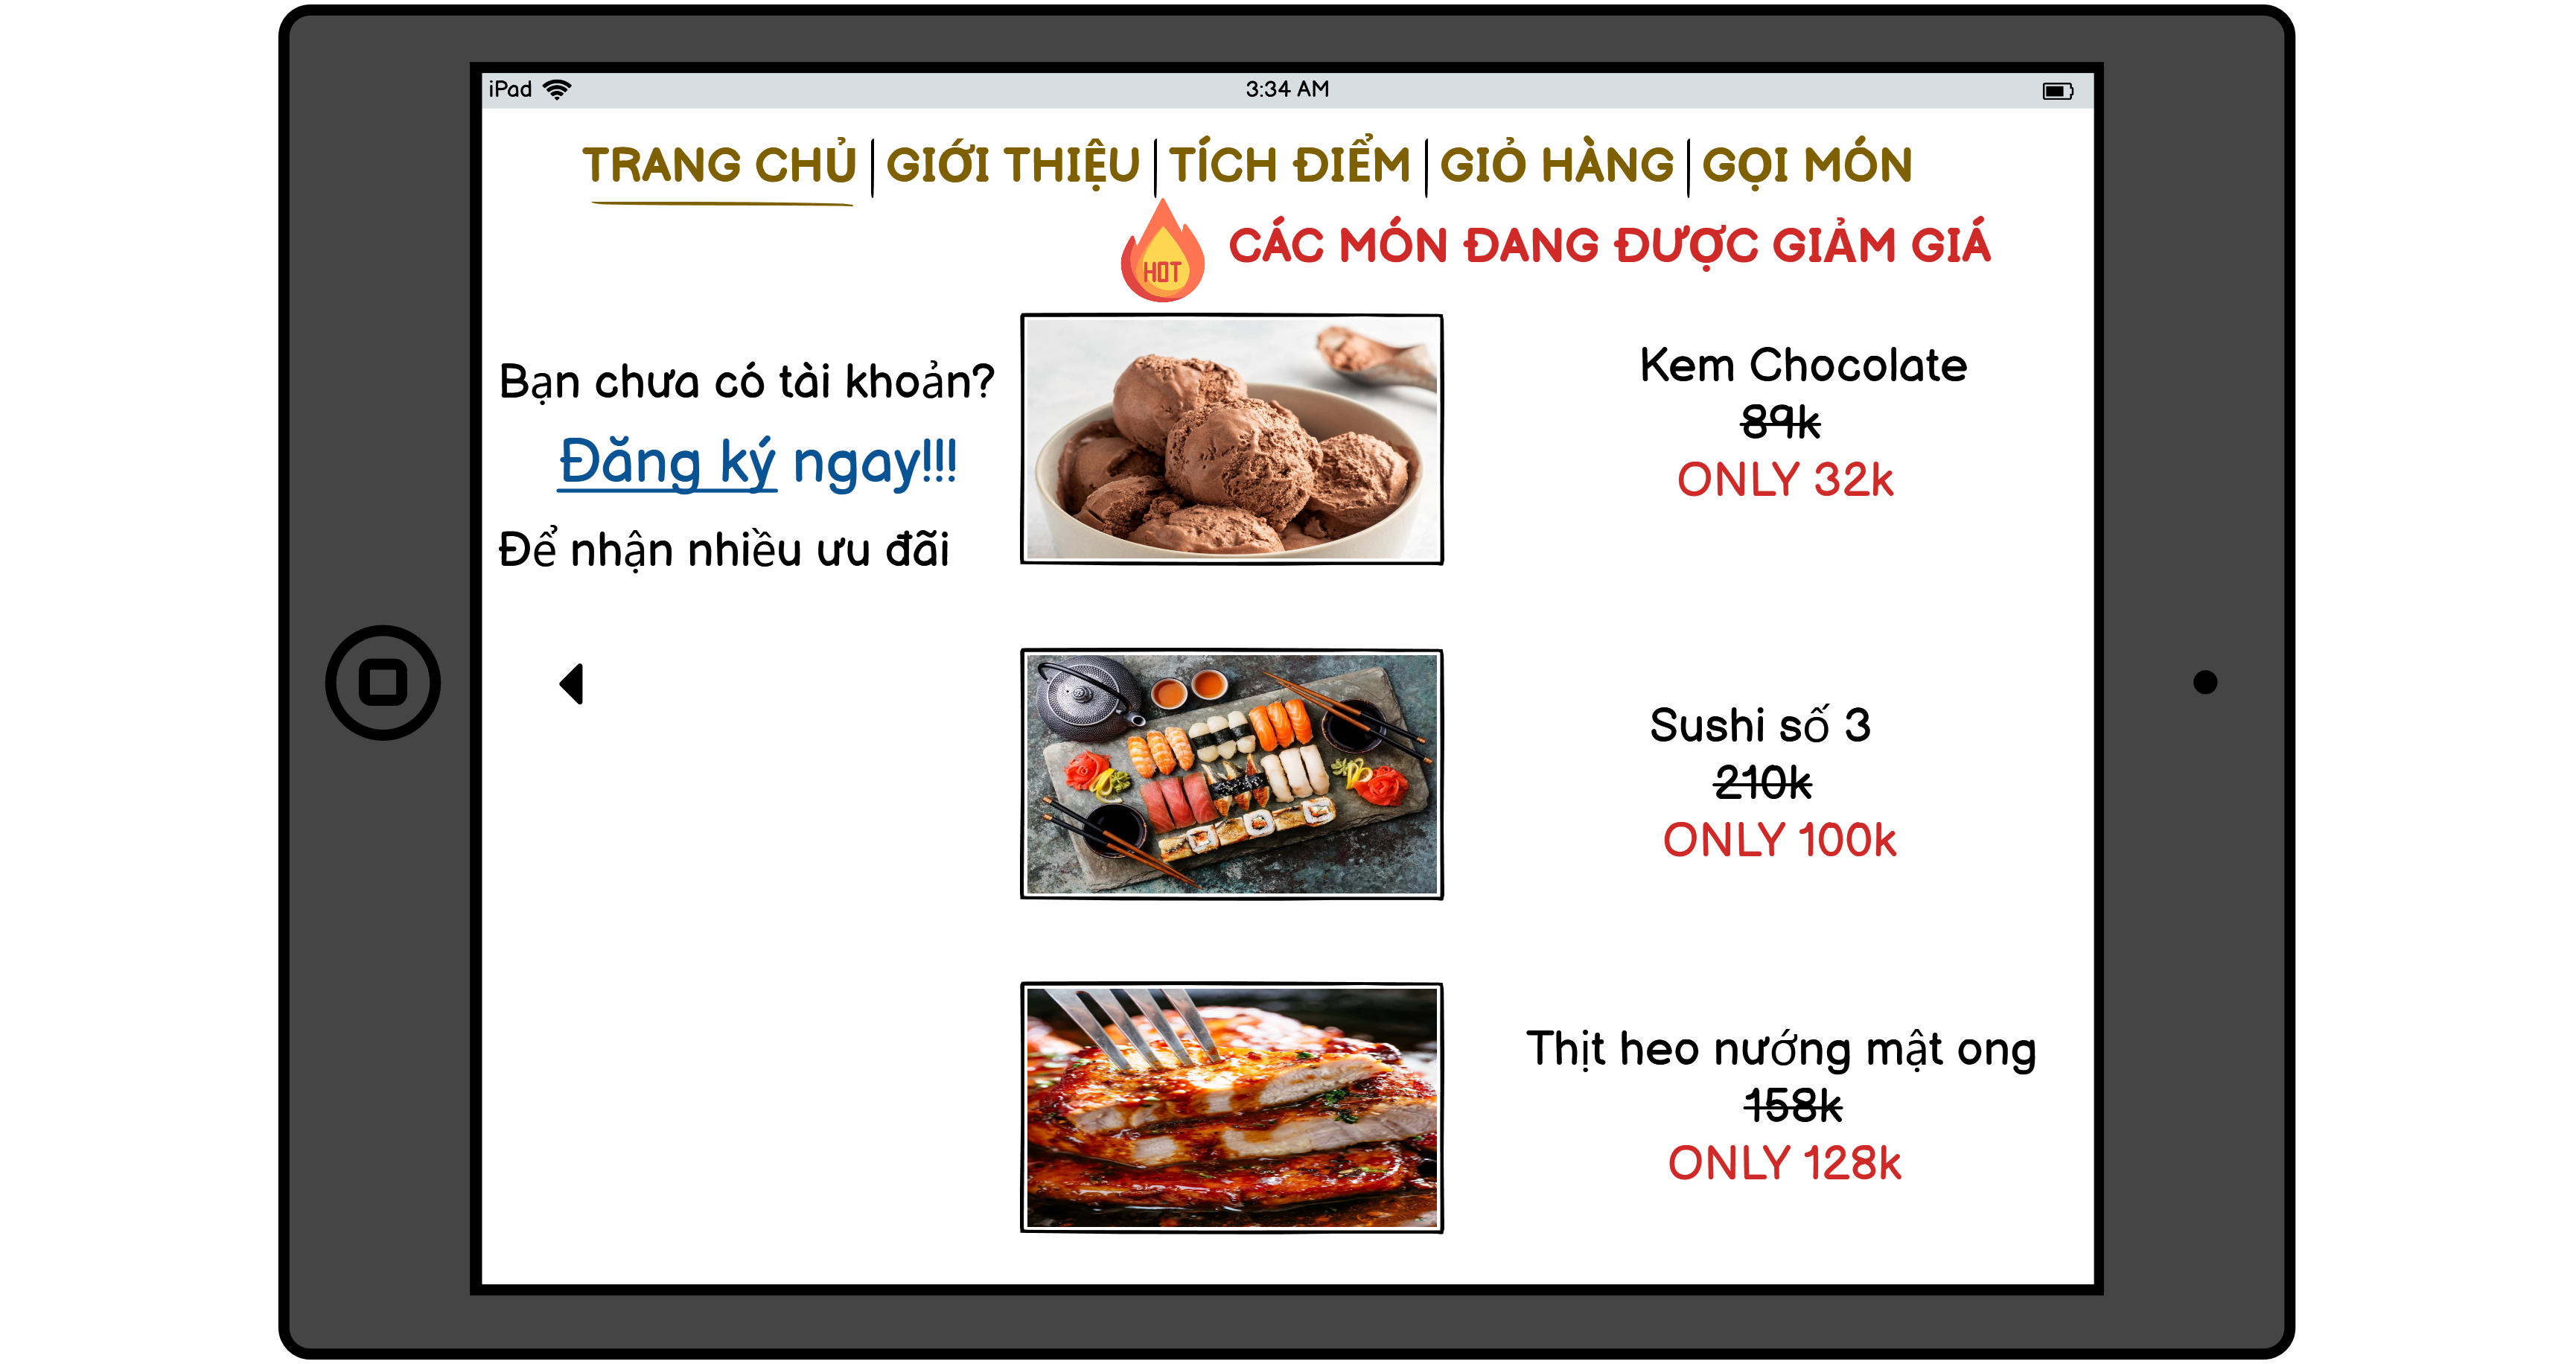 iPad 3:34 AM
TRANG CHỦ GIỚI THIỆU TÍCH ĐIỂM GIỎ HÀNG GỌI MÓN
HOT CÁC MÓN ĐANG ĐƯỢC GIẢM GIÁ
Bạn chưa có tài khoản?
Đăng ký ngay!!!
Để nhận nhiều ưu đãi
Kem Chocolate
89k
ONLY 32k
Sushi số 3
210k
ONLY 100k
Thịt heo nướng mật ong
158k
ONLY 128k